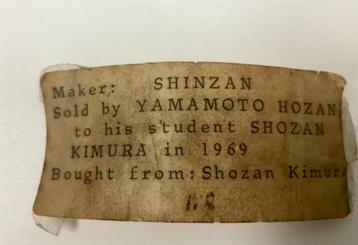 Maker: SHINZAN
Sold by YAMAMOTO HOZAN
to his student SHOZAN
KIMURA in 1969
Bought from: Shozan Kimura